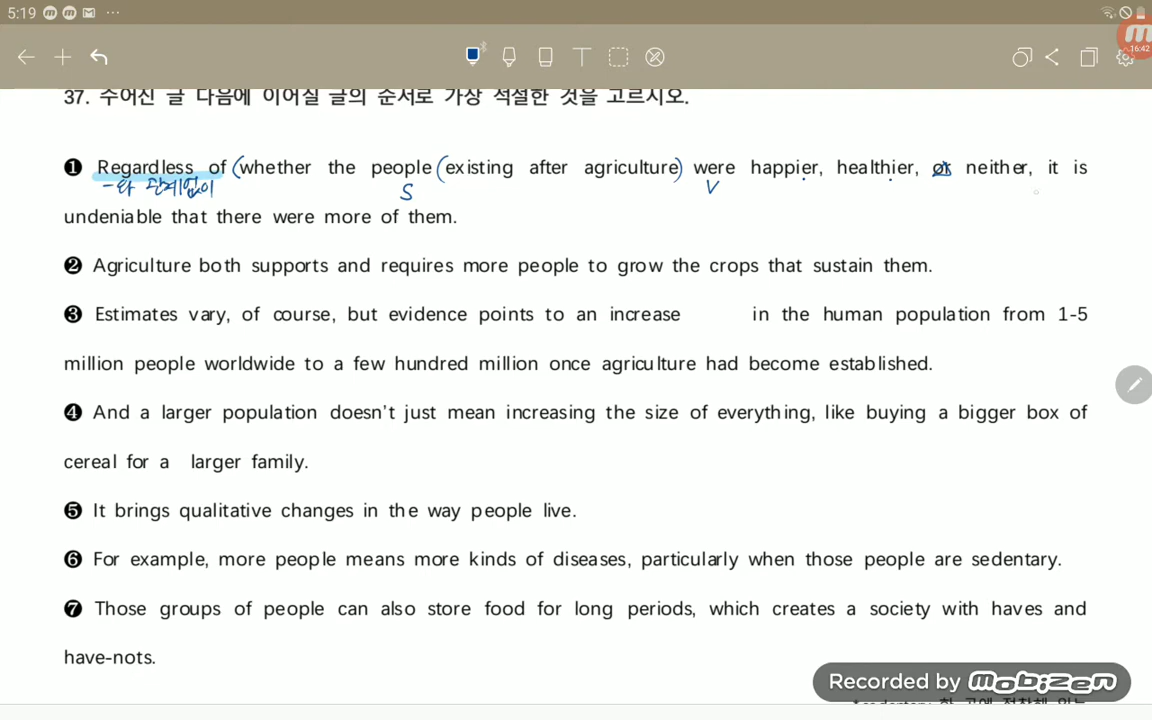 5:19
16:42
37. 주어진 글 다음에 이어질 글의 순서로 가장 적절한 것을 고르시오.
❶ Regardless of (whether the people (existing after agriculture) were happier, healthier, or neither, it is
~와 관계없이 S V
undeniable that there were more of them.
❷ Agriculture both supports and requires more people to grow the crops that sustain them.
❸ Estimates vary, of course, but evidence points to an increase in the human population from 1-5
million people worldwide to a few hundred million once agriculture had become established.
❹ And a larger population doesn't just mean increasing the size of everything, like buying a bigger box of
cereal for a larger family.
❺ It brings qualitative changes in the way people live.
❻ For example, more people means more kinds of diseases, particularly when those people are sedentary.
❼ Those groups of people can also store food for long periods, which creates a society with haves and
have-nots.
Recorded by mobizen